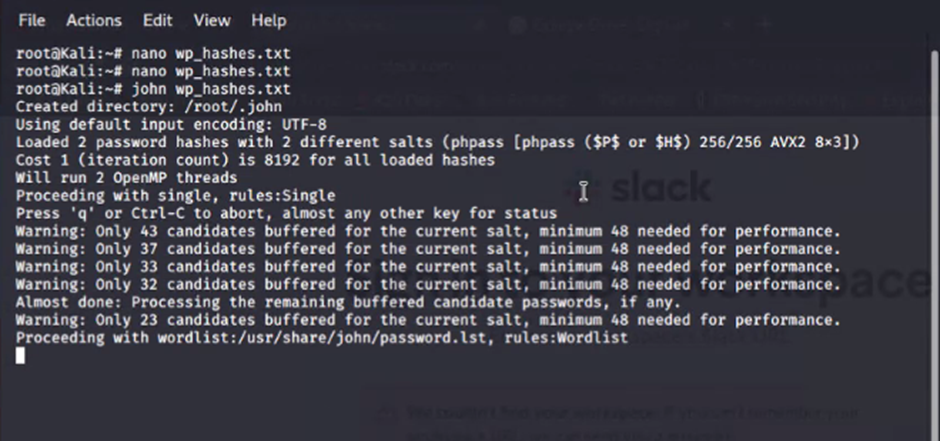 File Actions Edit View Help
root@Kali:~# nano wp_hashes.txt
root@Kali:~# nano wp_hashes.txt
root@Kali:~# john wp_hashes.txt
Created directory: /root/.john
Using default input encoding: UTF-8
Loaded 2 password hashes with 2 different salts (phpass [phpass ($P$ or $H$) 256/256 AVX2 8×3])
Cost 1 (iteration count) is 8192 for all loaded hashes
Will run 2 OpenMP threads
Proceeding with single, rules:Single
Press 'q' or Ctrl-C to abort, almost any other key for status
Warning: Only 43 candidates buffered for the current salt, minimum 48 needed for performance.
Warning: Only 37 candidates buffered for the current salt, minimum 48 needed for performance.
Warning: Only 33 candidates buffered for the current salt, minimum 48 needed for performance.
Warning: Only 32 candidates buffered for the current salt, minimum 48 needed for performance.
Almost done: Processing the remaining buffered candidate passwords, if any.
Warning: Only 23 candidates buffered for the current salt, minimum 48 needed for performance.
Proceeding with wordlist:/usr/share/john/password.lst, rules:Wordlist
slack
workspace